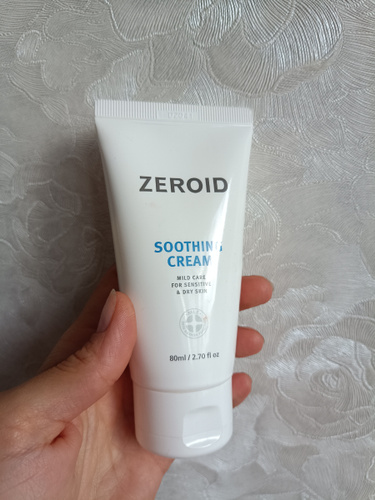 ZEROID
SOOTHING
CREAM
MILD CARE
FOR SENSITIVE
& DRY SKIN
80ml / 2.70 fl oz